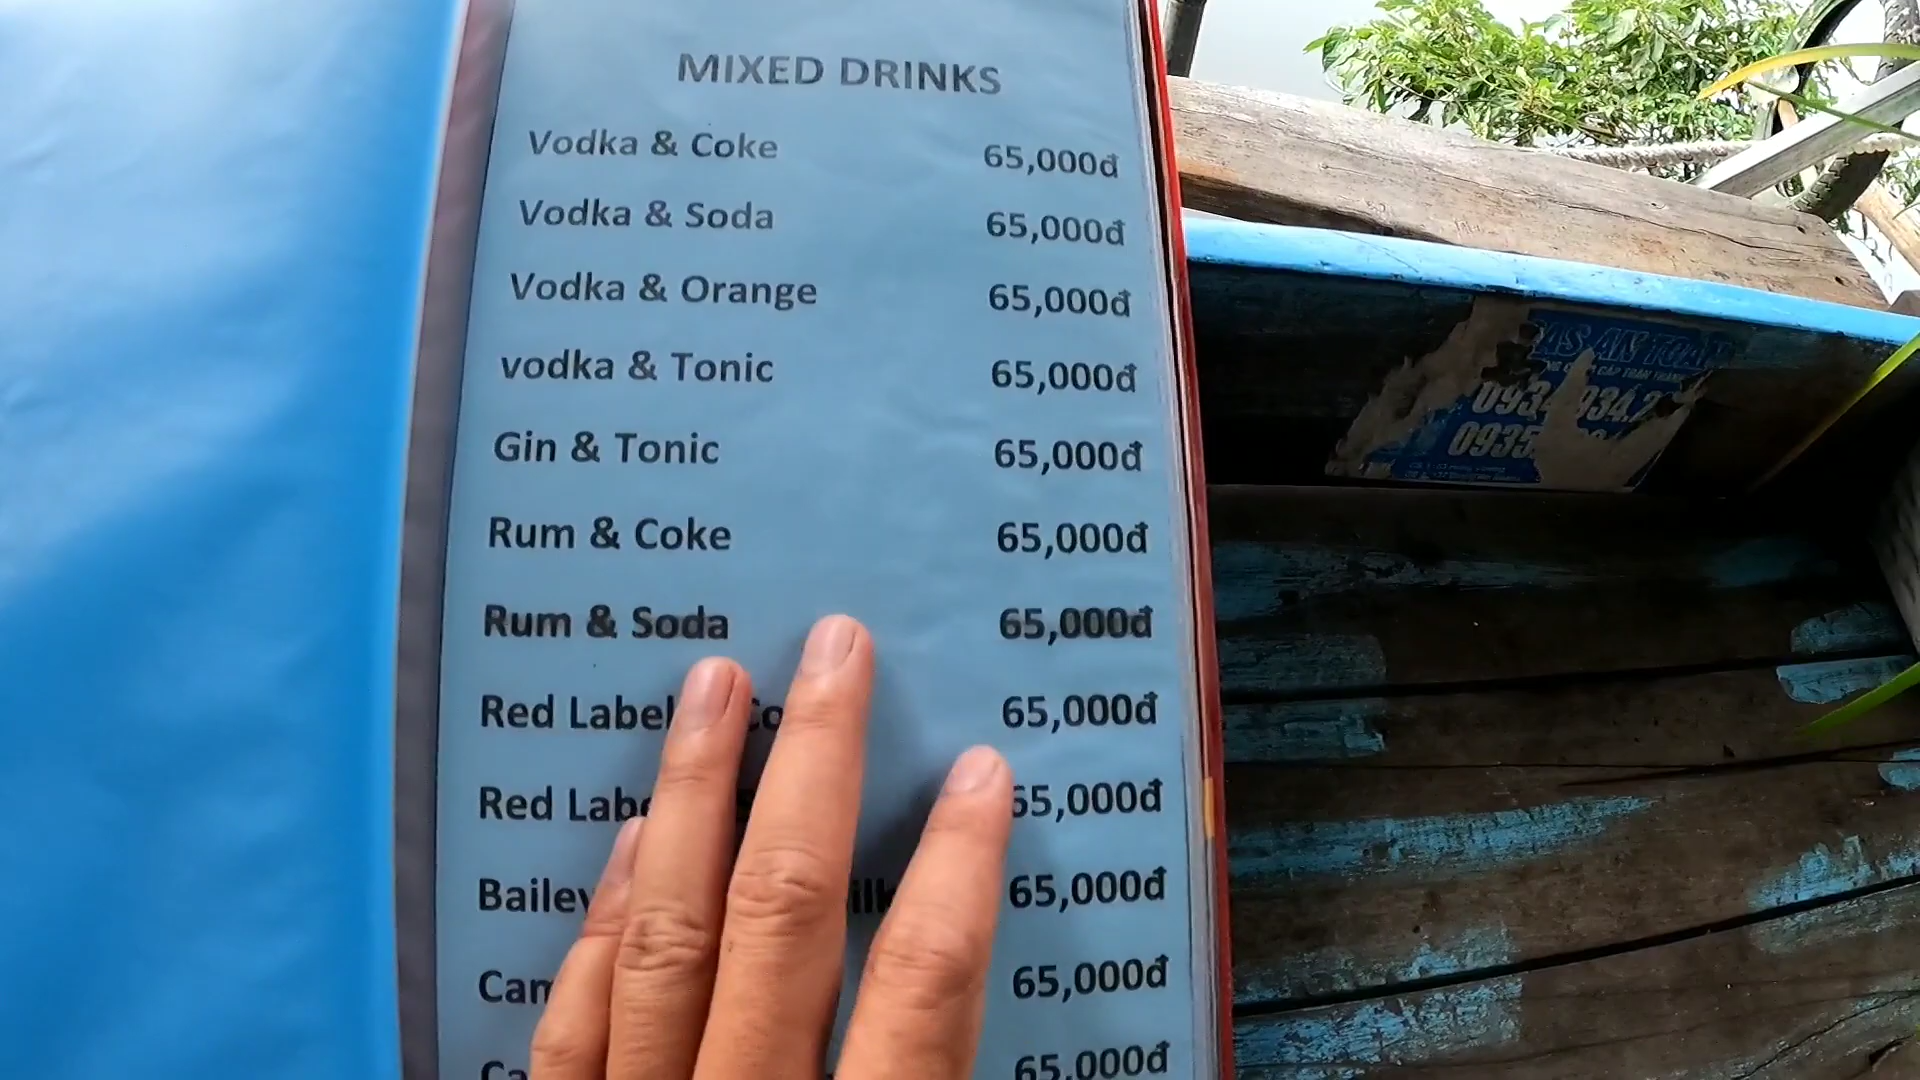 MIXED DRINKS
Vodka & Coke 65,000đ
Vodka & Soda 65,000đ
Vodka & Orange 65,000đ
vodka & Tonic 65,000đ
Gin & Tonic 65,000đ
Rum & Coke 65,000đ
Rum & Soda 65,000đ
Red Label 65,000đ
Red 65,000đ
65,000đ
65,000đ
65,000đ
AN TOAN